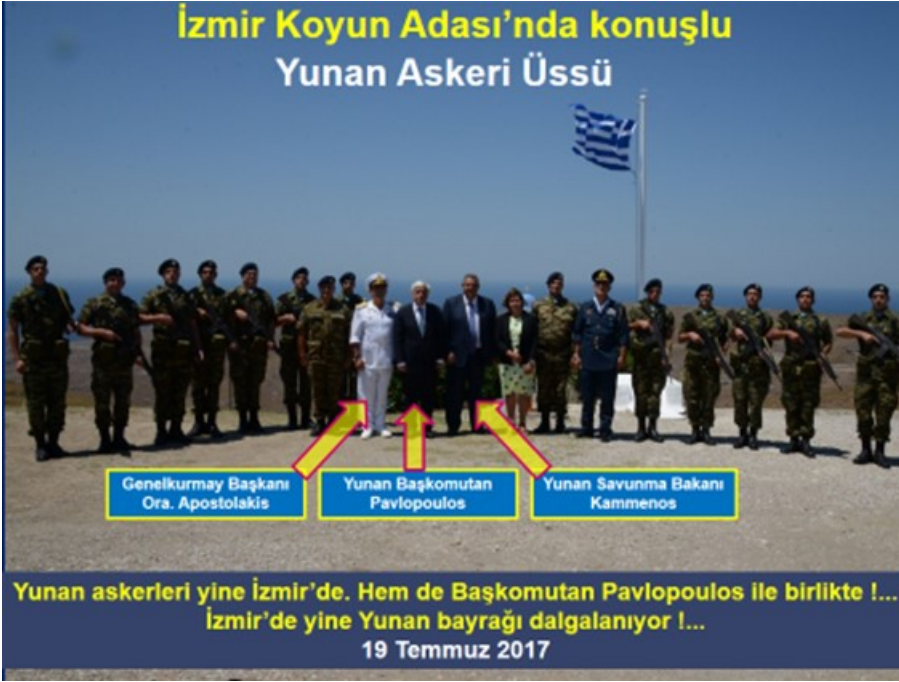 İzmir Koyun Adası’nda konuşlu
Yunan Askeri Üssü
Genelkurmay Başkanı
Ora. Apostolakis
Yunan Başkomutan
Pavlopoulos
Yunan Savunma Bakanı
Kammenos
Yunan askerleri yine İzmir’de. Hem de Başkomutan Pavlopoulos ile birlikte !...
İzmir’de yine Yunan bayrağı dalgalanıyor !...
19 Temmuz 2017